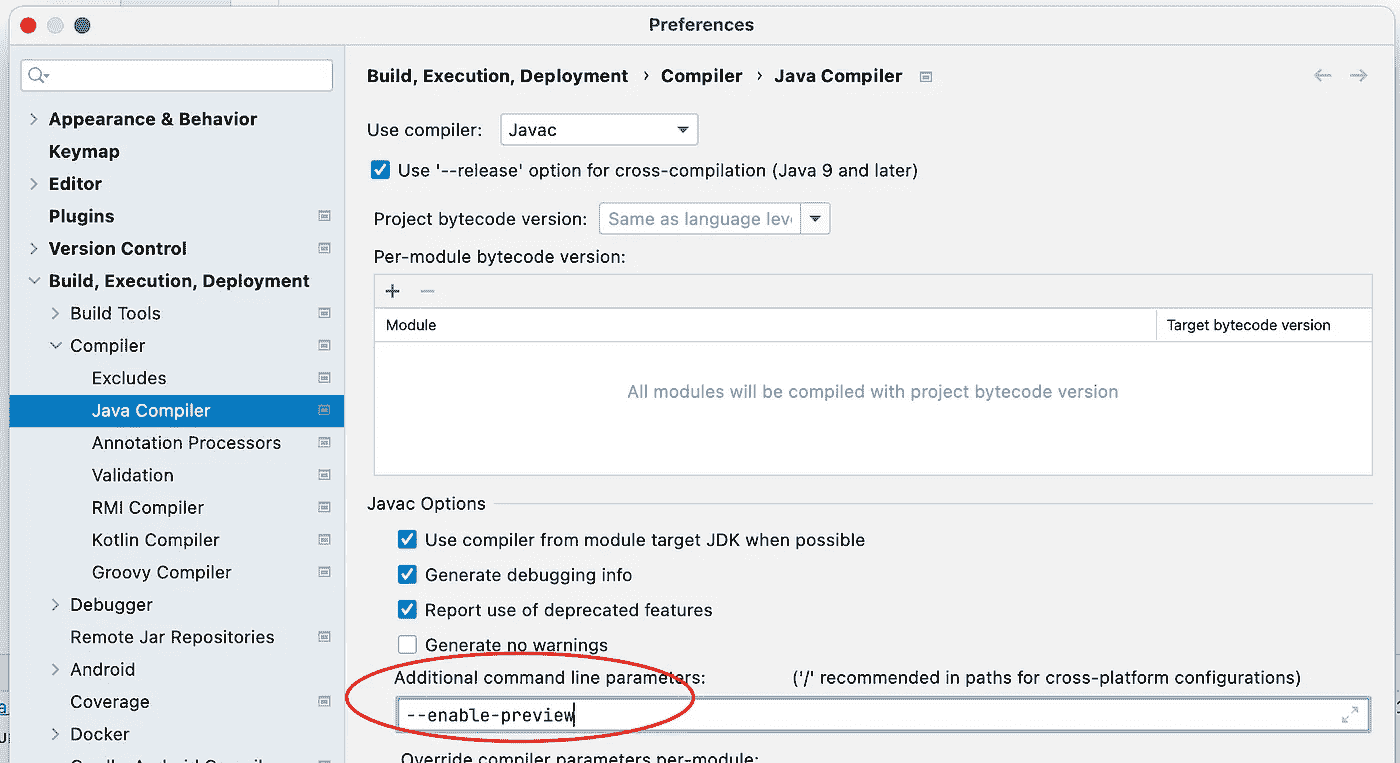 Preferences
Appearance & Behavior
Keymap
Editor
Plugins
Version Control
Build, Execution, Deployment
Build Tools
Compiler
Excludes
Java Compiler
Annotation Processors
Validation
RMI Compiler
Kotlin Compiler
Groovy Compiler
Debugger
Remote Jar Repositories
Android
Coverage
Docker
Build, Execution, Deployment › Compiler › Java Compiler
Use compiler: Javac
Use '--release' option for cross-compilation (Java 9 and later)
Project bytecode version: Same as language leve
Per-module bytecode version:
Module Target bytecode version
All modules will be compiled with project bytecode version
Javac Options
Use compiler from module target JDK when possible
Generate debugging info
Report use of deprecated features
Generate no warnings
Additional command line parameters: ('/' recommended in paths for cross-platform configurations)
--enable-preview
Override compiler parameters per-module: